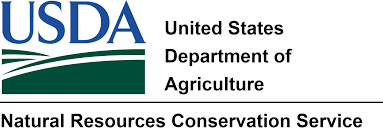 USDA
United States
Department of
Agriculture
Natural Resources Conservation Service